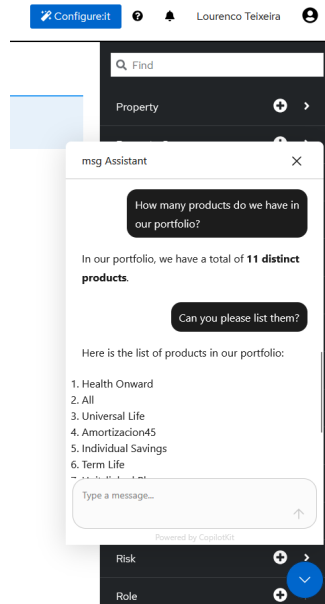 Configure:it Lourenco Teixeira
Find
Property
msg Assistant
How many products do we have in
our portfolio?
In our portfolio, we have a total of 11 distinct
products.
Can you please list them?
Here is the list of products in our portfolio:
1. Health Onward
2. All
3. Universal Life
4. Amortizacion45
5. Individual Savings
6. Term Life
Type a message...
Powered by CopilotKit
Risk
Role